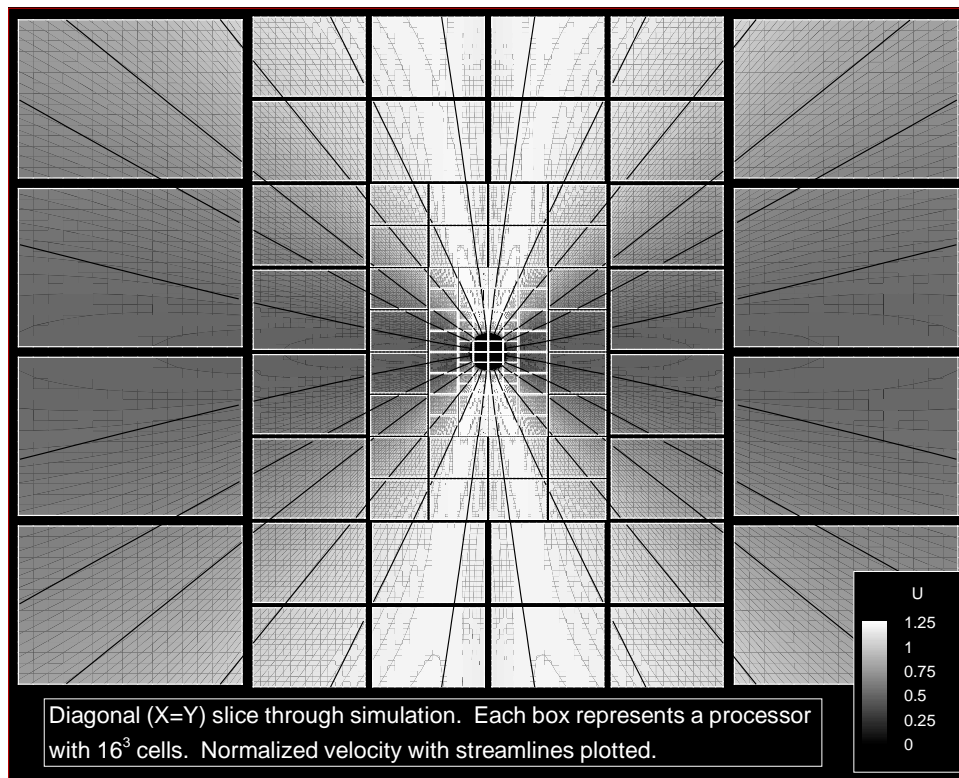 U
1.25
1
0.75
0.5
0.25
0
Diagonal (X=Y) slice through simulation.  Each box represents a processor
with 16³ cells.  Normalized velocity with streamlines plotted.